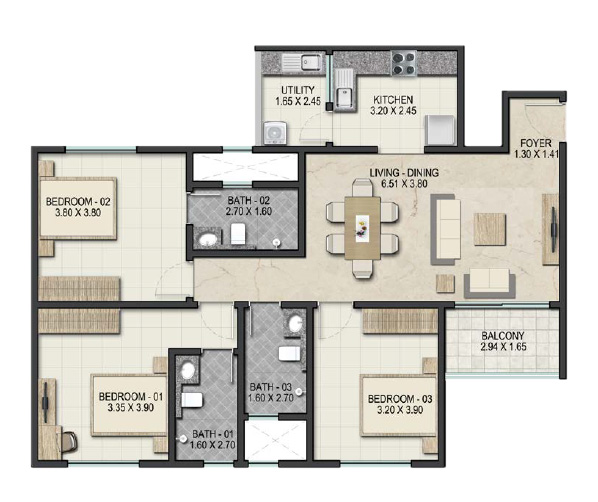 UTILITY
1.65 X 2.45
KITCHEN
3.20 X 2.45
FOYER
1.30 X 1.41
LIVING - DINING
6.51 X 3.80
BEDROOM - 02
3.80 X 3.80
BATH - 02
2.70 X 1.60
BALCONY
2.94 X 1.65
BEDROOM - 01
3.35 X 3.90
BATH - 03
1.60 X 2.70
BEDROOM - 03
3.20 X 3.90
BATH - 01
1.60 X 2.70